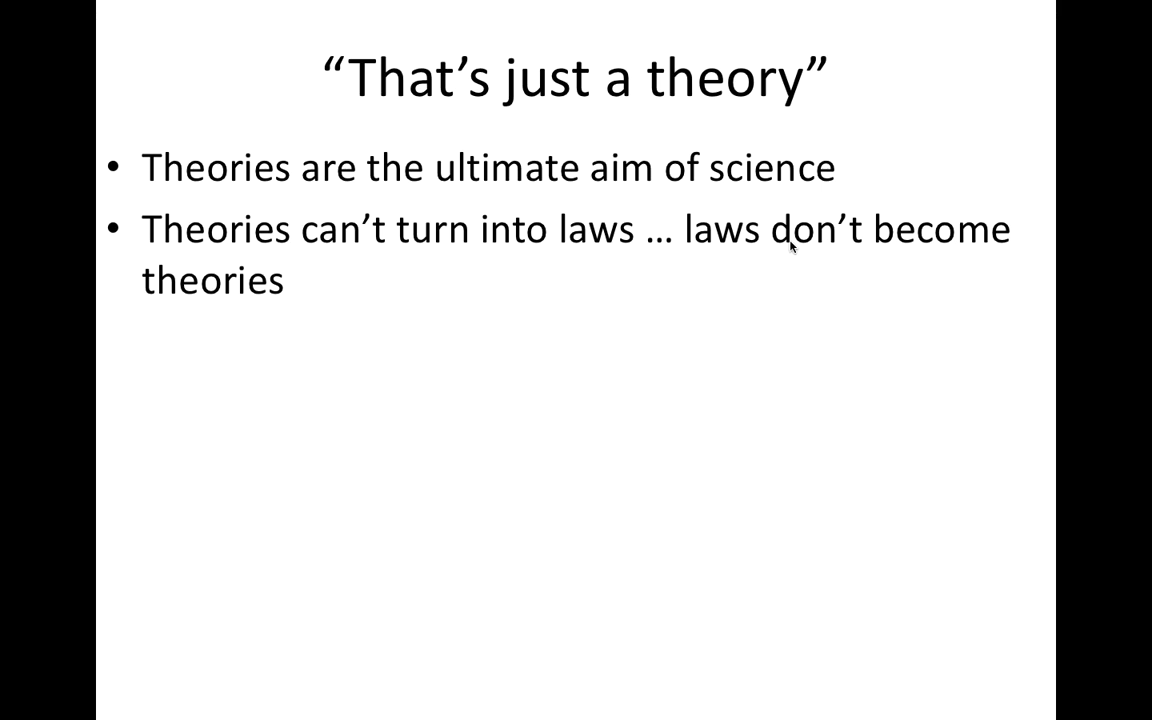 “That’s just a theory”
• Theories are the ultimate aim of science
• Theories can’t turn into laws … laws don’t become
theories